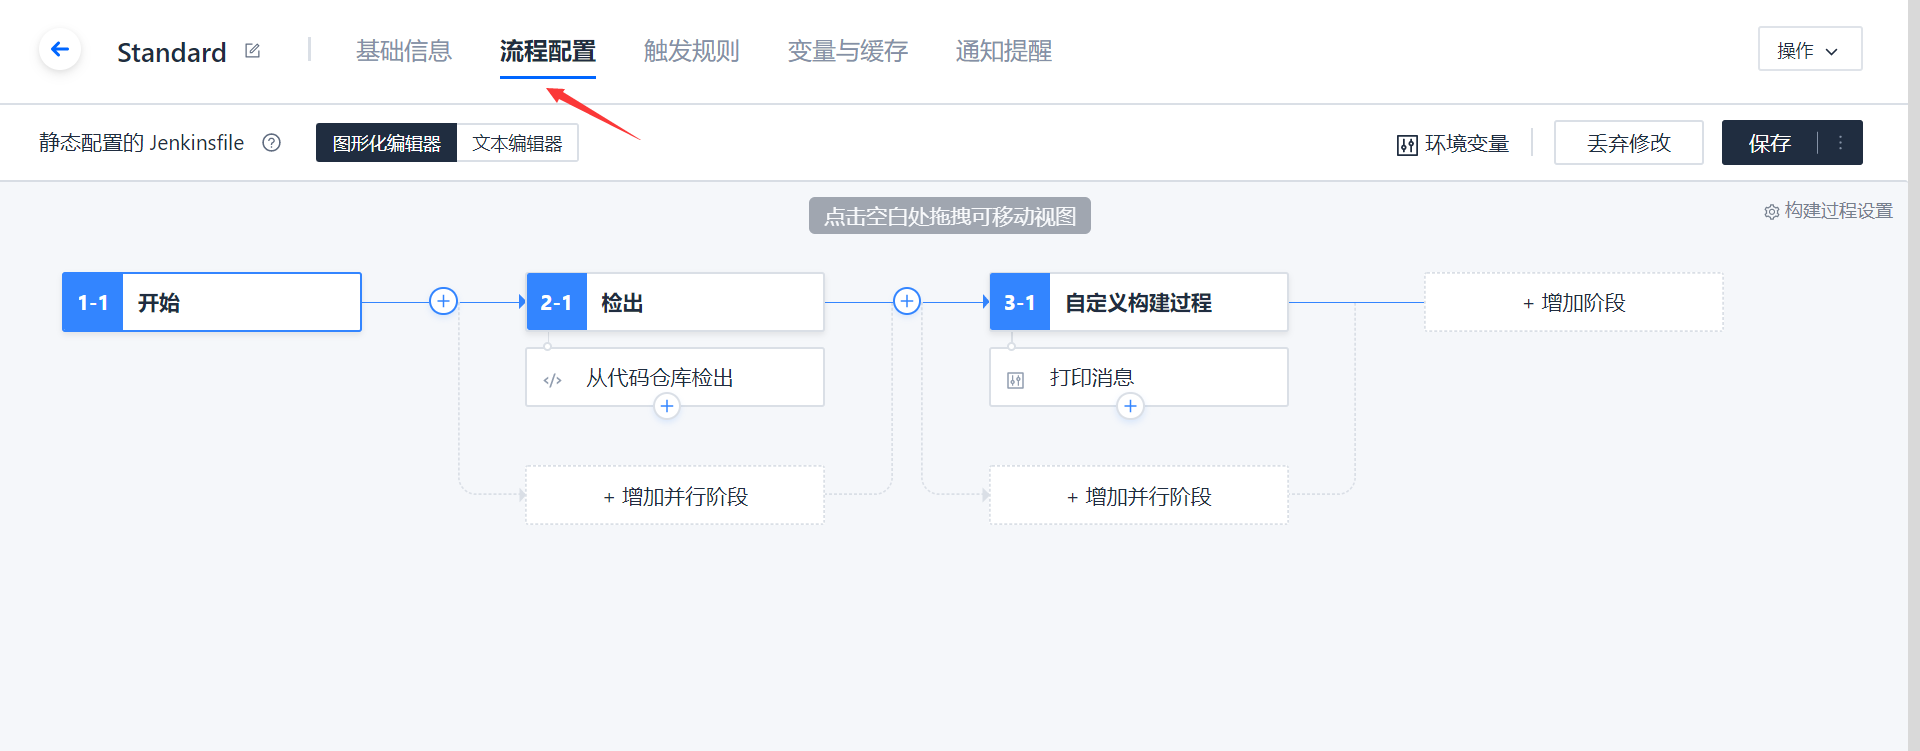 Standard 基础信息 流程配置 触发规则 变量与缓存 通知提醒 操作
静态配置的 Jenkinsfile 图形化编辑器 文本编辑器 环境变量 丢弃修改 保存
点击空白处拖拽可移动视图 构建过程设置
1-1 开始 2-1 检出 3-1 自定义构建过程 + 增加阶段
</> 从代码仓库检出 打印消息
+ 增加并行阶段 + 增加并行阶段